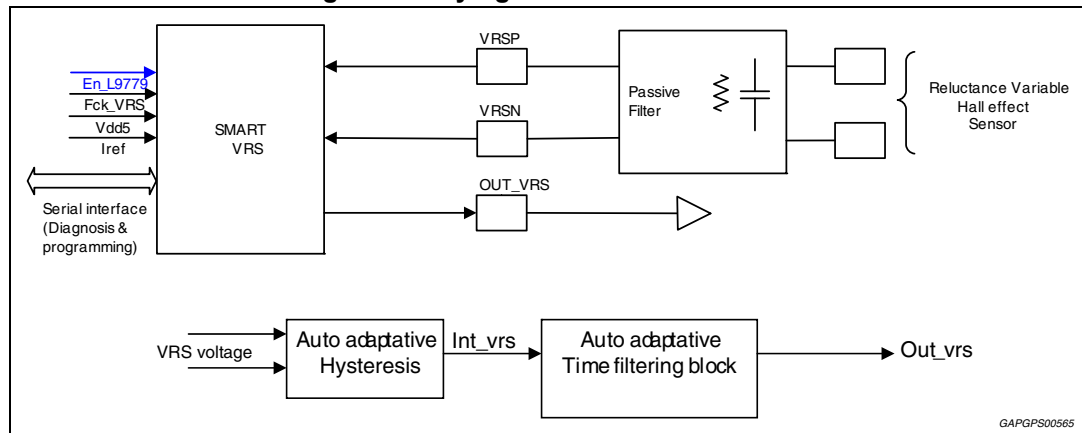 VRSP
En_L9779
Fck_VRS
Vdd5
Iref
SMART
VRS
VRSN
Passive
Filter
Reluctance Variable
Hall effect
Sensor
OUT_VRS
Serial interface
(Diagnosis &
programming)
VRS voltage
Auto adaptative
Hysteresis
Int_vrs
Auto adaptative
Time filtering block
Out_vrs
GAPGPS00565